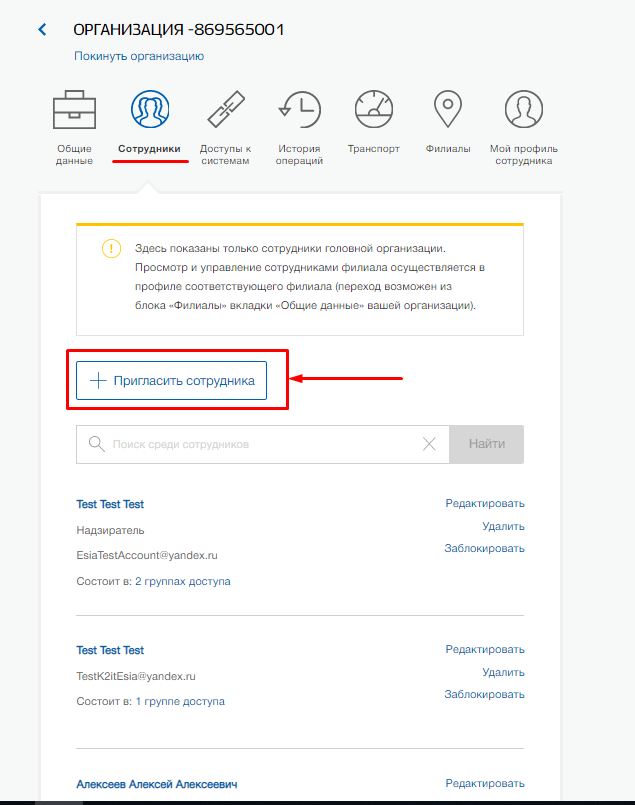 ОРГАНИЗАЦИЯ -869565001
Покинуть организацию
Общие данные
Сотрудники
Доступы к системам
История операций
Транспорт
Филиалы
Мой профиль сотрудника
Здесь показаны только сотрудники головной организации.
Просмотр и управление сотрудниками филиала осуществляется в
профиле соответствующего филиала (переход возможен из
блока «Филиалы» вкладки «Общие данные» вашей организации).
Пригласить сотрудника
Поиск среди сотрудников
Найти
Test Test Test
Редактировать
Надзиратель
Удалить
EsiaTestAccount@yandex.ru
Заблокировать
Состоит в: 2 группах доступа
Test Test Test
Редактировать
TestK2itEsia@yandex.ru
Удалить
Состоит в: 1 группе доступа
Заблокировать
Алексеев Алексей Алексеевич
Редактировать